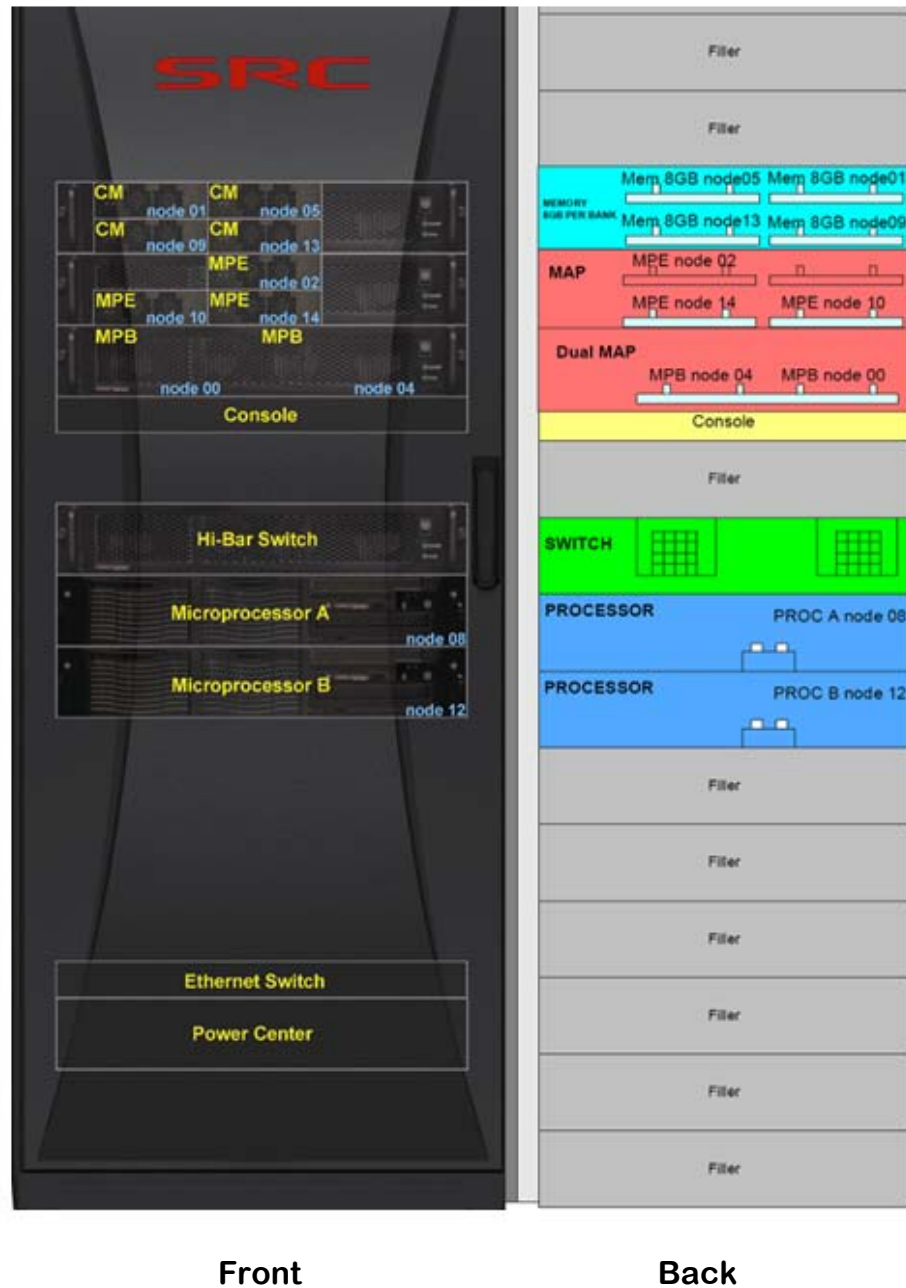 SRC
CM CM
node 01 node 05
CM CM
node 09 node 13
MPE
node 02
MPE MPE
node 10 node 14
MPB MPB
node 00 node 04
Console
Hi-Bar Switch
Microprocessor A
node 08
Microprocessor B
node 12
Ethernet Switch
Power Center
Front
Filler
Filler
Mem 8GB node05 Mem 8GB node01
MEMORY
8GB PER BANK
Mem 8GB node13 Mem 8GB node09
MPE node 02
MAP
MPE node 14 MPE node 10
Dual MAP
MPB node 04 MPB node 00
Console
Filler
SWITCH
PROCESSOR
PROC A node 08
PROCESSOR
PROC B node 12
Filler
Filler
Filler
Filler
Filler
Filler
Back